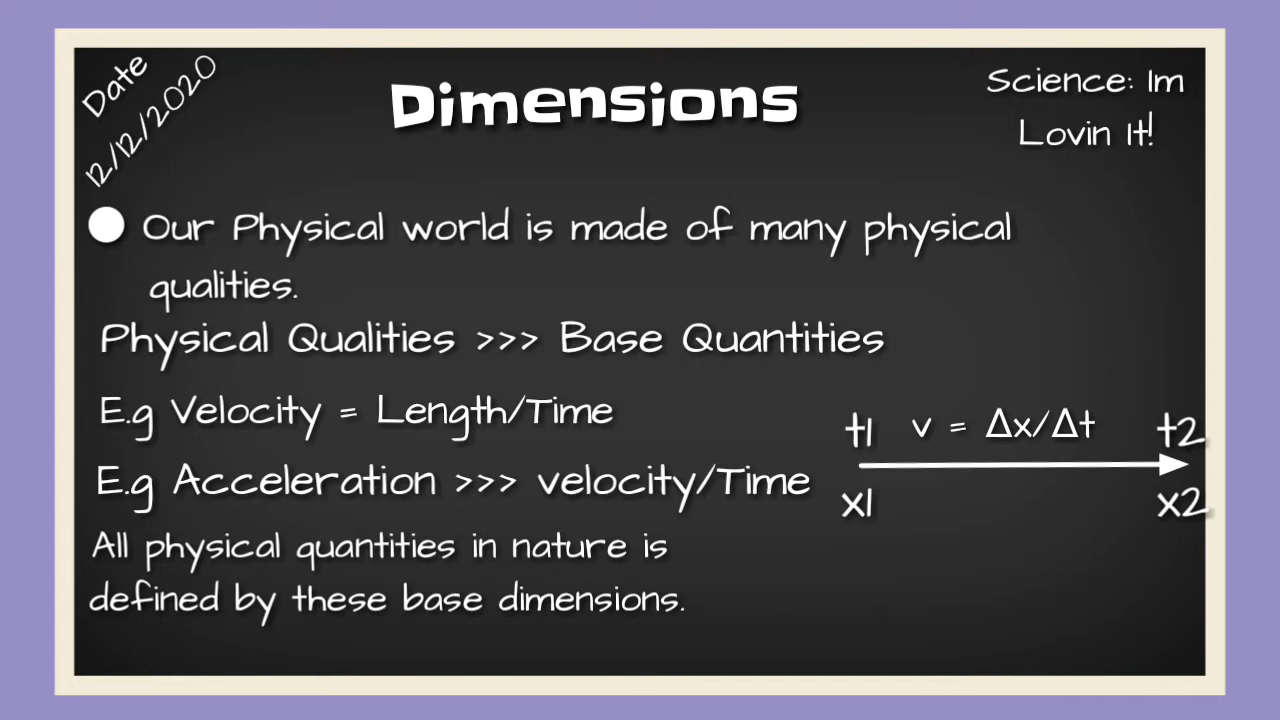 Date
12/12/2020
Dimensions
Science: Im
Lovin It!
Our Physical world is made of many physical
qualities.
Physical Qualities >>> Base Quantities
E.g Velocity = Length/Time
t1 v = Δx/Δt t2
E.g Acceleration >>> velocity/Time
x1 x2
All physical quantities in nature is
defined by these base dimensions.